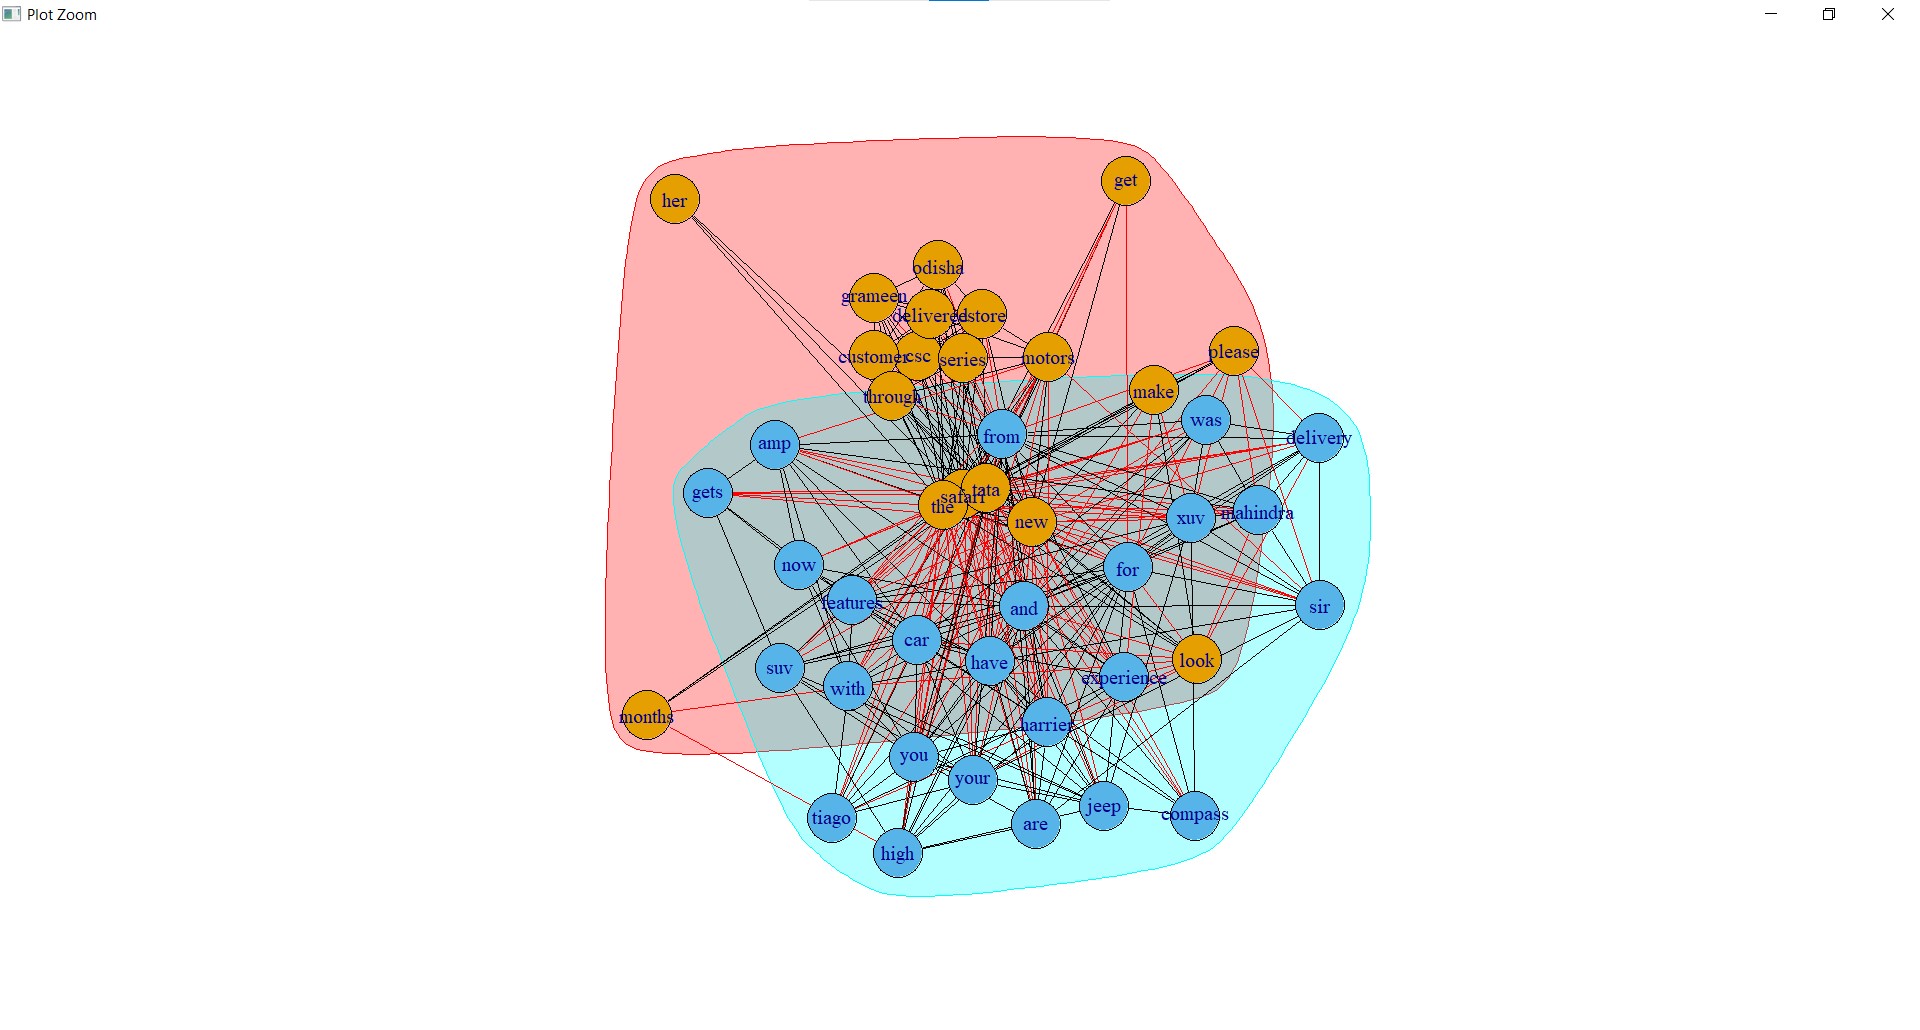 Plot Zoom
her
get
odisha
grameen
delivered
store
customer
csc
series
motors
please
through
make
from
was
amp
delivery
gets
safari
tata
the
new
xuv
mahindra
now
for
features
and
sir
car
have
look
suv
with
experience
months
harrier
you
your
tiago
are
jeep
compass
high